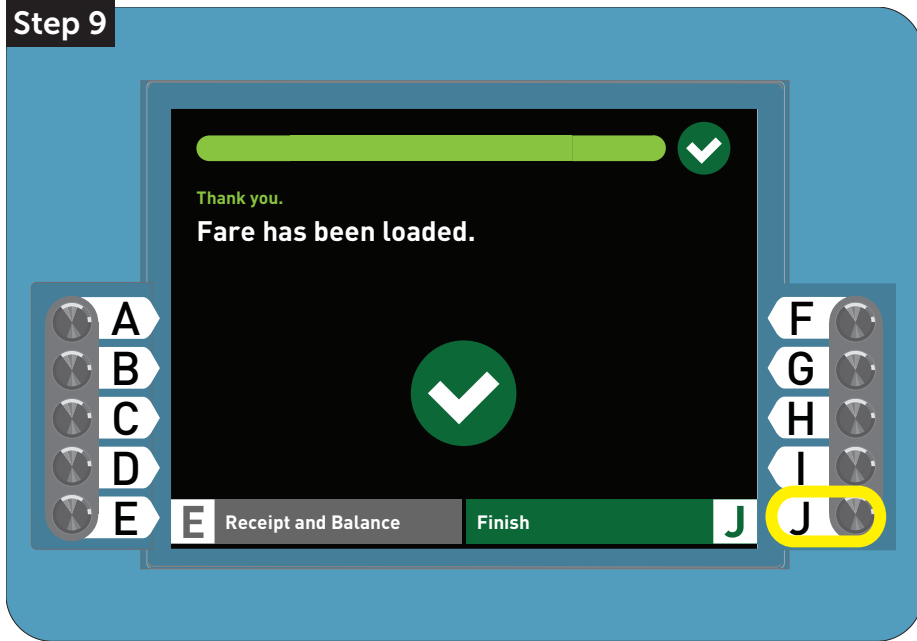 Step 9
Thank you.
Fare has been loaded.
A
B
C
D
E
F
G
H
I
J
E Receipt and Balance
Finish J